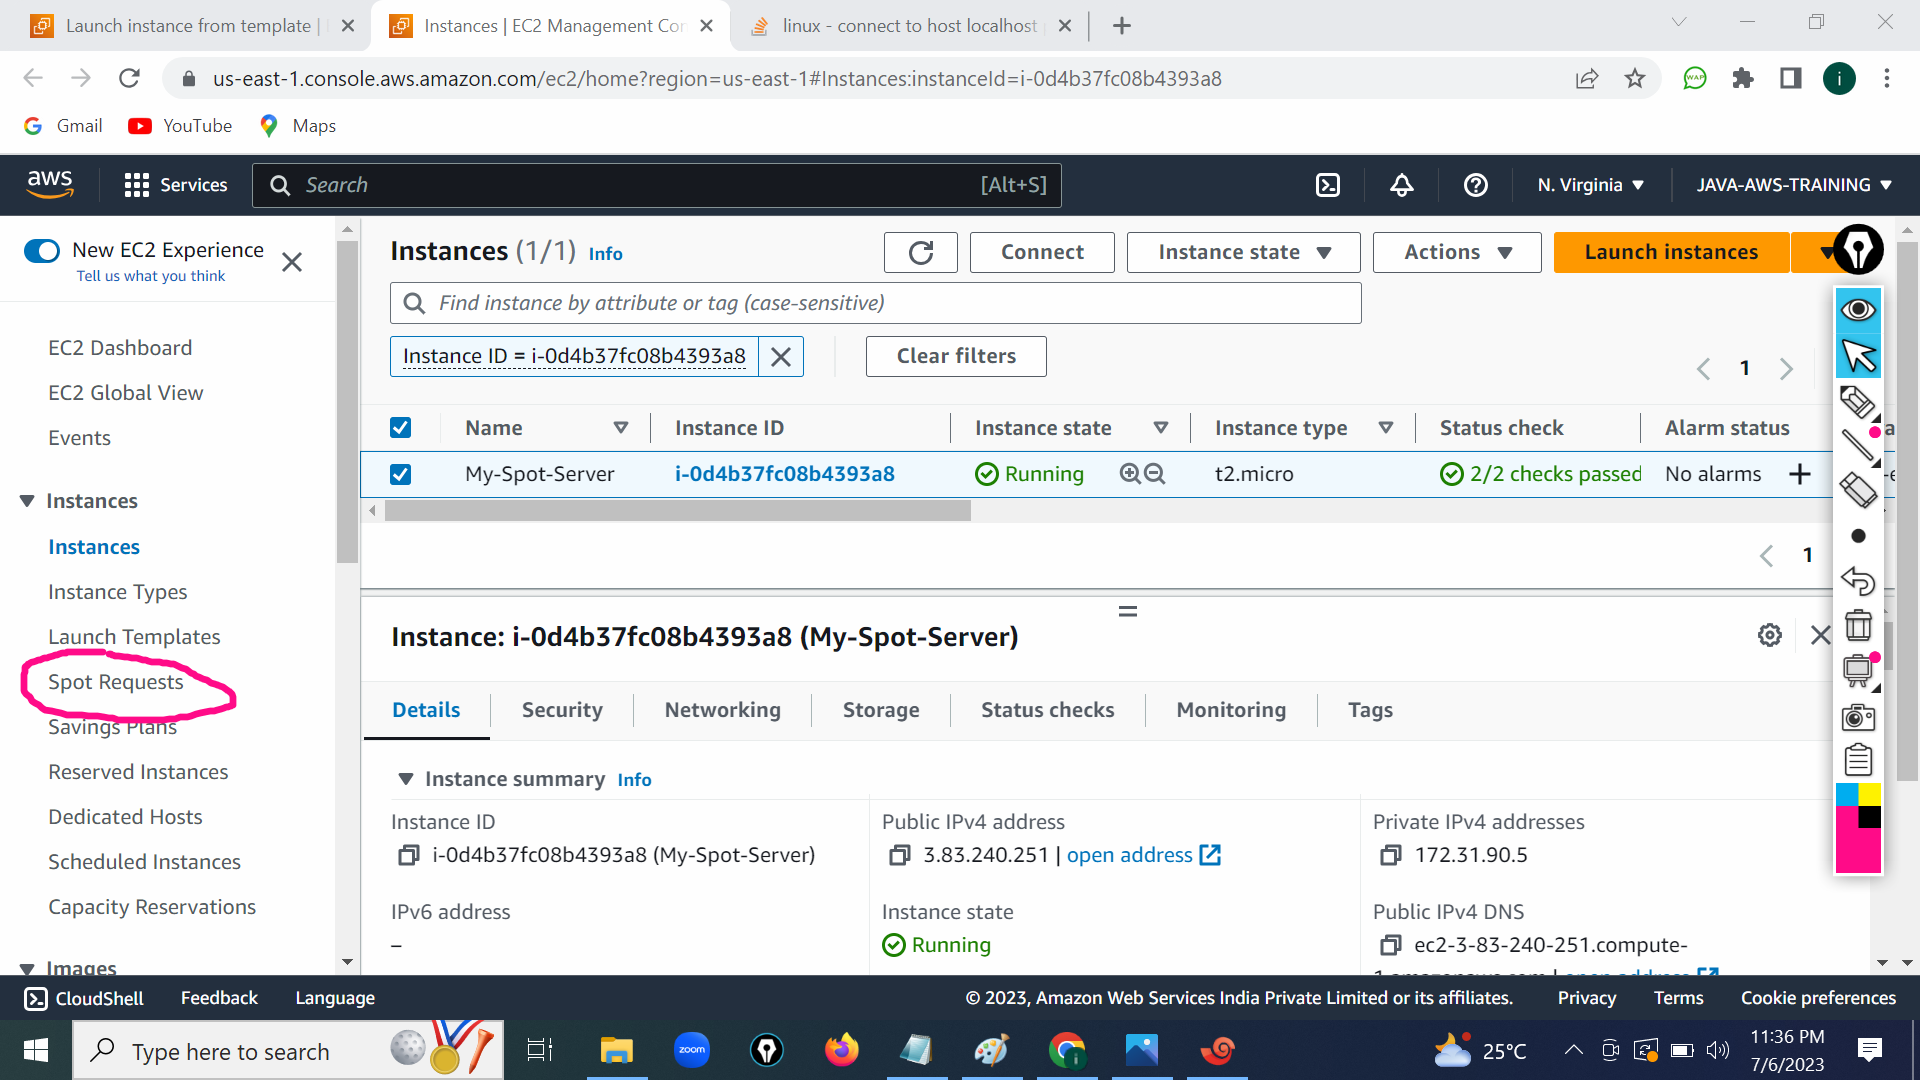 Launch instance from template |
Instances | EC2 Management Cor
linux - connect to host localhost
us-east-1.console.aws.amazon.com/ec2/home?region=us-east-1#Instances:instanceId=i-0d4b37fc08b4393a8
WAP
i
G Gmail
YouTube
Maps
aws
Services
Search
[Alt+S]
N. Virginia
JAVA-AWS-TRAINING
New EC2 Experience
Tell us what you think
EC2 Dashboard
EC2 Global View
Events
Instances
Instances
Instance Types
Launch Templates
Spot Requests
Savings Plans
Reserved Instances
Dedicated Hosts
Scheduled Instances
Capacity Reservations
Images
Instances (1/1) Info
Connect
Instance state
Actions
Launch instances
Find instance by attribute or tag (case-sensitive)
Instance ID = i-0d4b37fc08b4393a8
Clear filters
1
Name Instance ID Instance state Instance type Status check Alarm status
My-Spot-Server i-0d4b37fc08b4393a8 Running t2.micro 2/2 checks passed No alarms
1
Instance: i-0d4b37fc08b4393a8 (My-Spot-Server)
Details Security Networking Storage Status checks Monitoring Tags
Instance summary Info
Instance ID
i-0d4b37fc08b4393a8 (My-Spot-Server)
Public IPv4 address
3.83.240.251 | open address
Private IPv4 addresses
172.31.90.5
IPv6 address
–
Instance state
Running
Public IPv4 DNS
ec2-3-83-240-251.compute-
1.amazonaws.com | open address
CloudShell
Feedback
Language
© 2023, Amazon Web Services India Private Limited or its affiliates.
Privacy
Terms
Cookie preferences
Type here to search
zoom
i
25°C
11:36 PM
7/6/2023